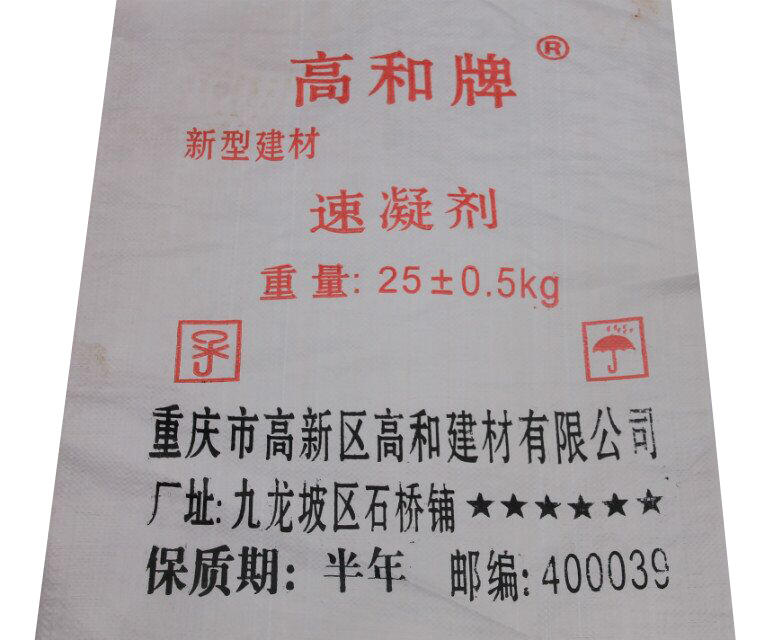 高和牌®
新型建材
速凝剂
重量: 25±0.5kg
重庆市高新区高和建材有限公司
厂址:九龙坡区石桥铺★★★★★★
保质期: 半年 邮编:400039